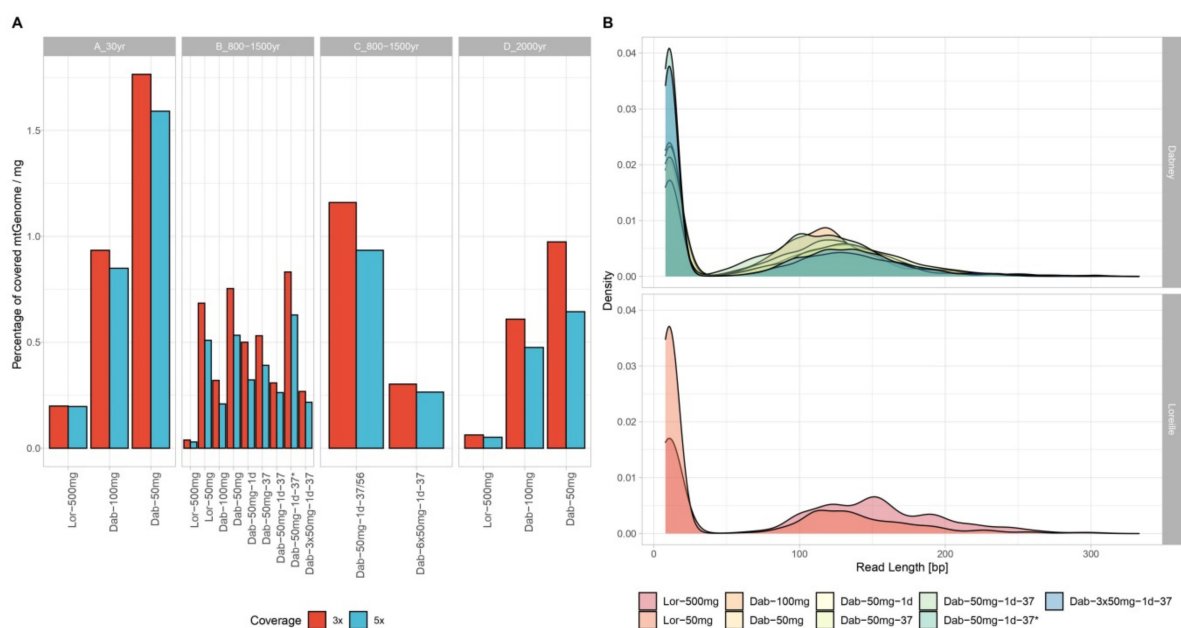 A
A_30yr
B_800−1500yr
C_800−1500yr
D_2000yr
Percentage of covered mtGenome / mg
1.5
1.0
0.5
0.0
Lor−500mg
Dab−100mg
Dab−50mg
Lor−500mg
Lor−50mg
Dab−100mg
Dab−50mg
Dab−50mg−1d
Dab−50mg−37
Dab−50mg−1d−37
Dab−50mg−1d−37*
Dab−3x50mg−1d−37
Dab−50mg−1d−37/56
Dab−6x50mg−1d−37
Lor−500mg
Dab−100mg
Dab−50mg
Coverage 3x 5x
B
0.04
0.03
0.02
0.01
0.00
Dabney
Density
0.04
0.03
0.02
0.01
0.00
Loreille
0 100 200 300
Read Length [bp]
Lor−500mg Dab−100mg Dab−50mg−1d Dab−50mg−1d−37 Dab−3x50mg−1d−37
Lor−50mg Dab−50mg Dab−50mg−37 Dab−50mg−1d−37*